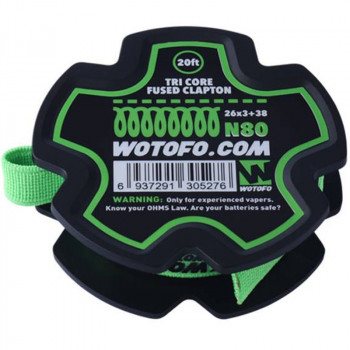 20ft
TRI CORE
FUSED CLAPTON
26x3+38
N80
WOTOFO.COM
6 937291 305276
WOTOFO
WARNING: Only for experienced vapers.
Know your OHMS Law. Are your batteries safe?
WOTOFO